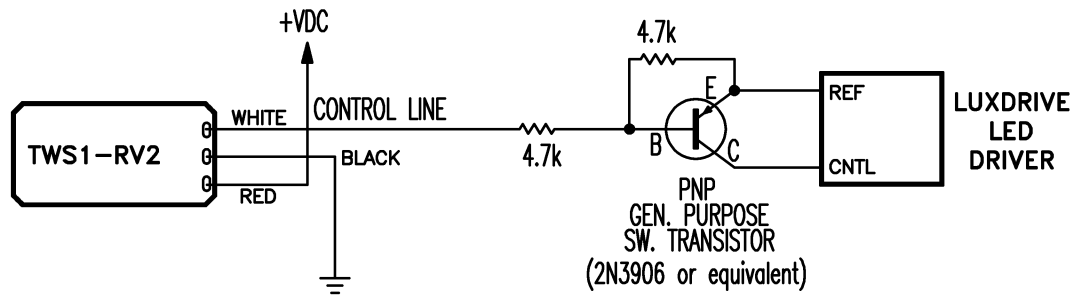 +VDC
4.7k
WHITE
CONTROL LINE
E
REF
TWS1-RV2
BLACK
4.7k
B
C
CNTL
RED
LUXDRIVE
LED
DRIVER
PNP
GEN. PURPOSE
SW. TRANSISTOR
(2N3906 or equivalent)